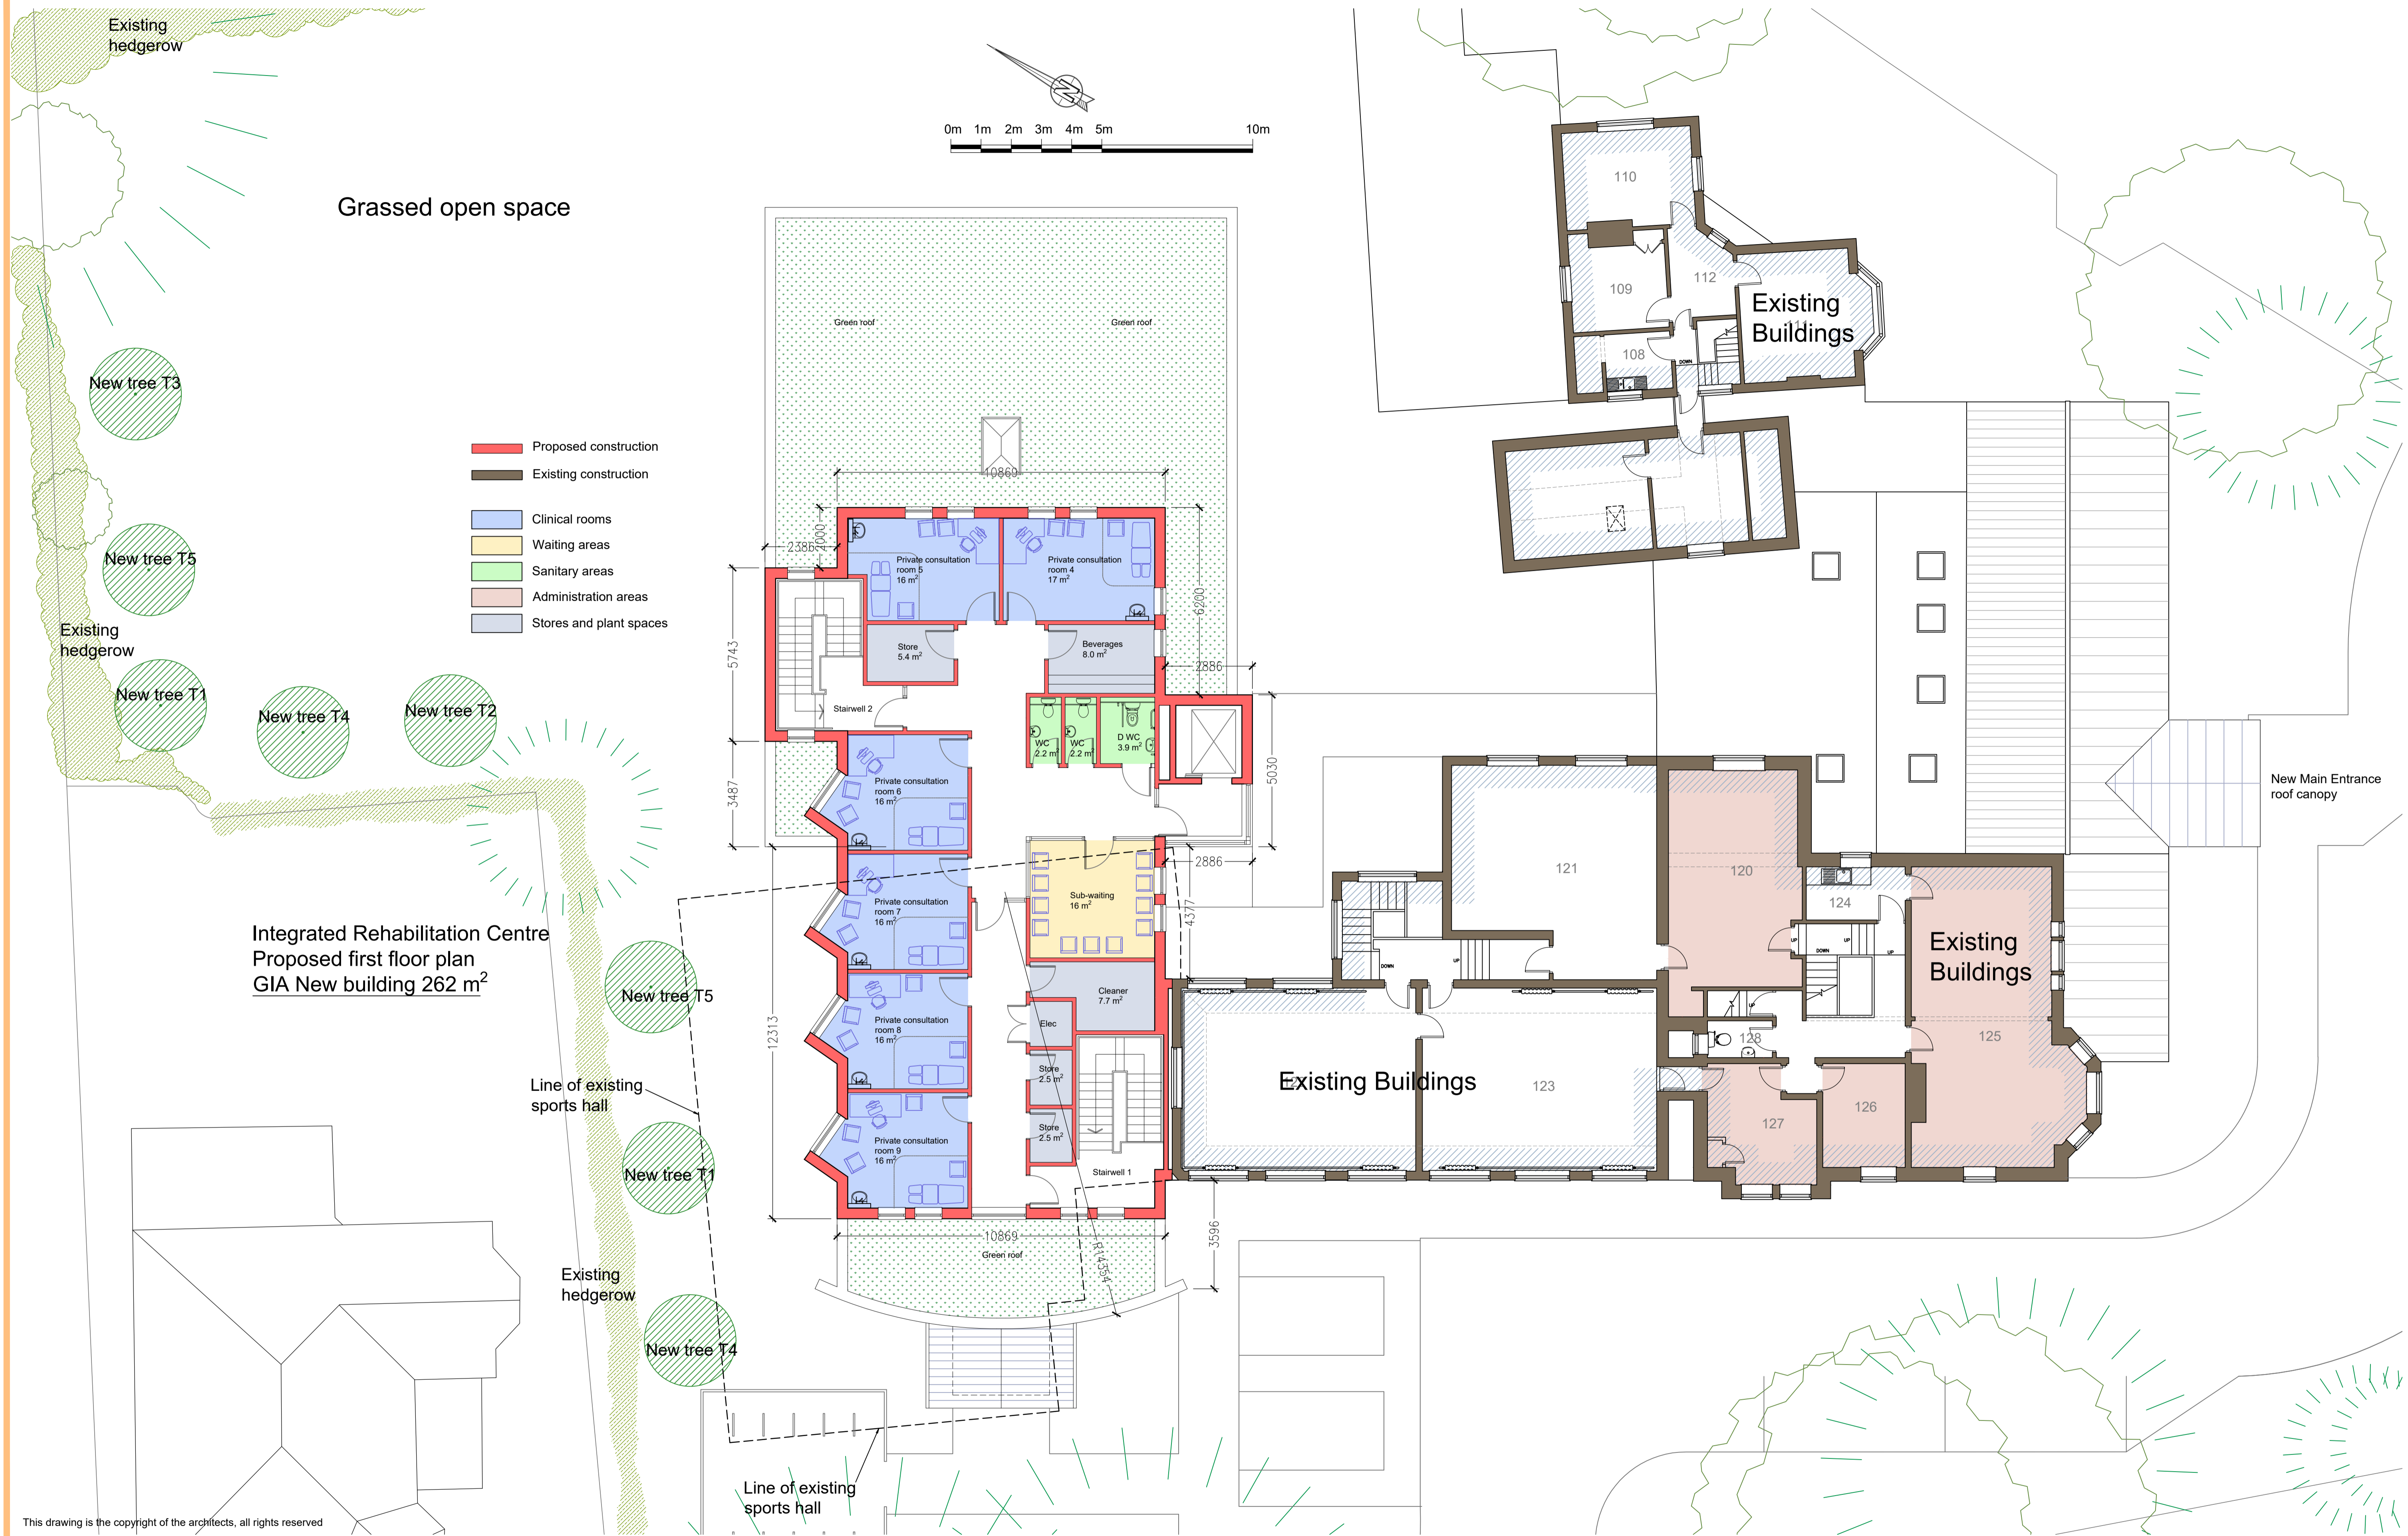 Existing
hedgerow
0m 1m 2m 3m 4m 5m 10m
N
Grassed open space
110
109
112
108
DOWN
Existing
Buildings
Green roof
Green roof
New tree T3
Proposed construction
Existing construction
Clinical rooms
Waiting areas
Sanitary areas
Administration areas
Stores and plant spaces
10869
2386
2000
6200
5743
2886
5030
3487
2886
4377
12313
3596
10869
R14354
Private consultation
room 5
16 m²
Private consultation
room 4
17 m²
Store
5.4 m²
Beverages
8.0 m²
Stairwell 2
WC
2.2 m²
WC
2.2 m²
D WC
3.9 m²
Private consultation
room 6
16 m²
Private consultation
room 7
16 m²
Sub-waiting
16 m²
Private consultation
room 8
16 m²
Cleaner
7.7 m²
Elec
Store
2.5 m²
Store
2.5 m²
Private consultation
room 9
16 m²
Stairwell 1
Green roof
New tree T5
Existing
hedgerow
New tree T1
New tree T4
New tree T2
Integrated Rehabilitation Centre
Proposed first floor plan
GIA New building 262 m²
New tree T5
Line of existing
sports hall
New tree T1
Existing
hedgerow
New tree T4
Line of existing
sports hall
121
120
124
UP
DOWN
UP
UP
DOWN
UP
UP
128
Existing
Buildings
125
Existing Buildings
123
127
126
New Main Entrance
roof canopy
This drawing is the copyright of the architects, all rights reserved